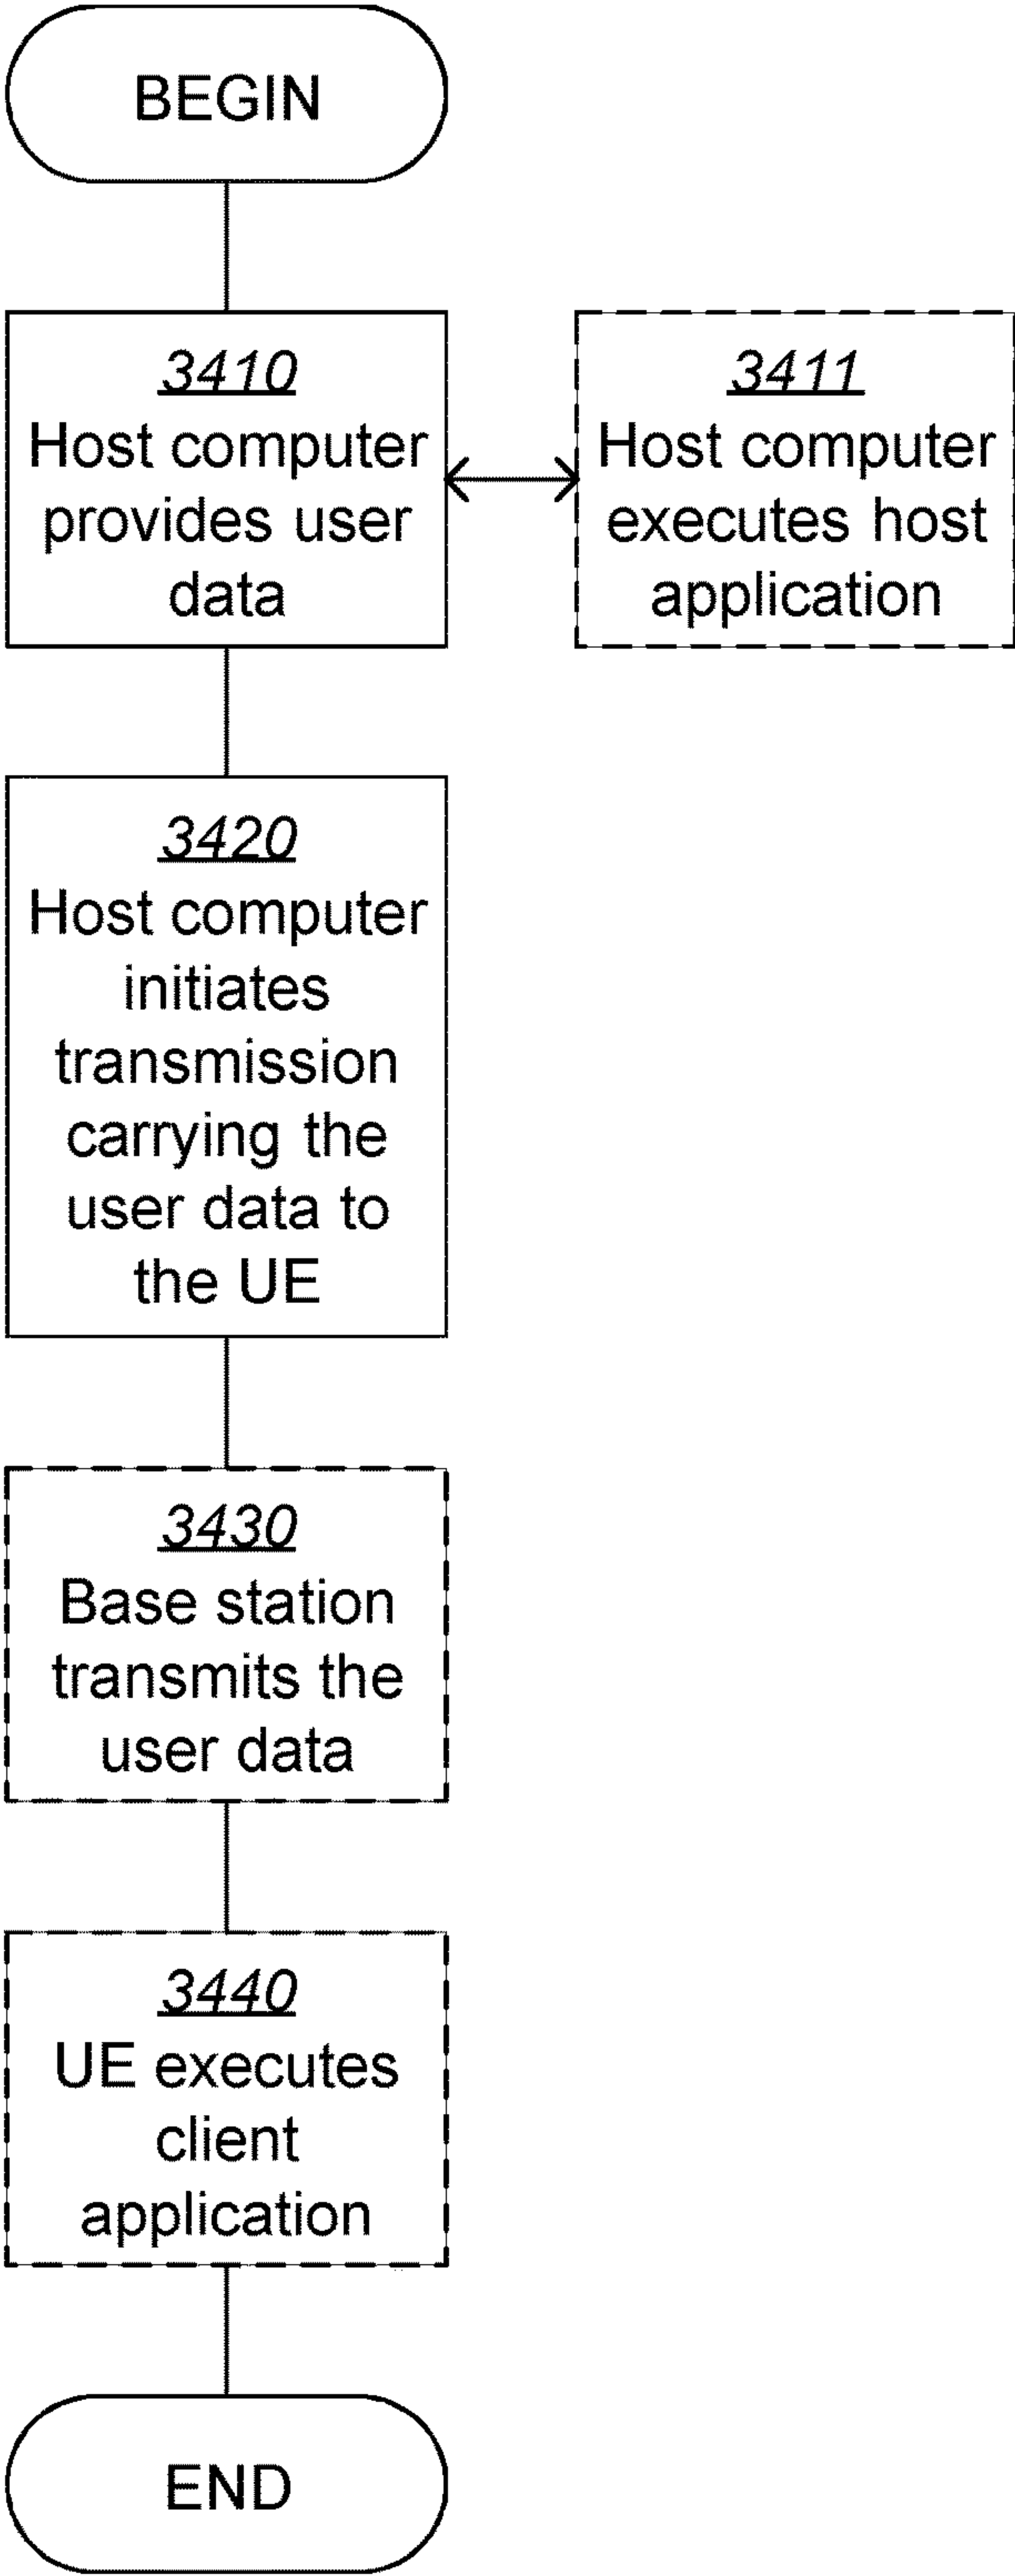 BEGIN
3410
Host computer
provides user
data
3411
Host computer
executes host
application
3420
Host computer
initiates
transmission
carrying the
user data to
the UE
3430
Base station
transmits the
user data
3440
UE executes
client
application
END